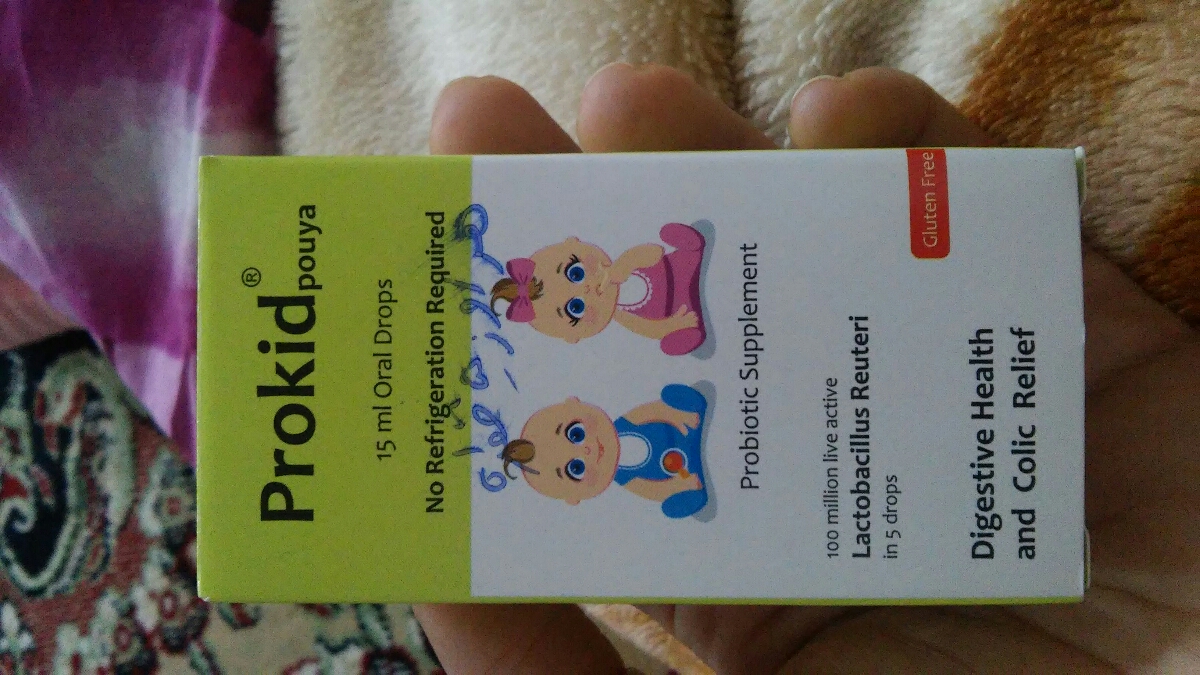 Prokid®
pouya
15 ml Oral Drops
No Refrigeration Required
Probiotic Supplement
100 million live active
Lactobacillus Reuteri
in 5 drops
Gluten Free
Digestive Health
and Colic Relief